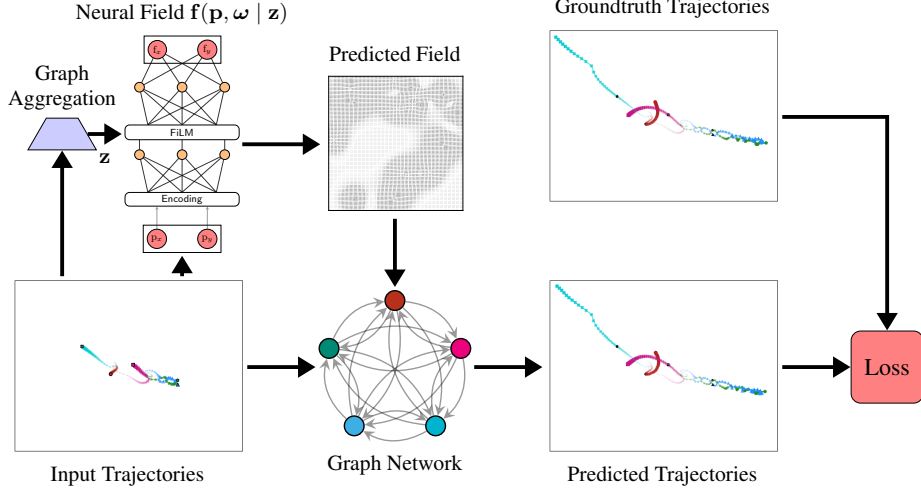 Neural Field f(p, ω | z)
Groundtruth Trajectories
f_x f_y
Predicted Field
Graph
Aggregation
FiLM
z
Encoding
p_x p_y
Loss
Input Trajectories
Graph Network
Predicted Trajectories